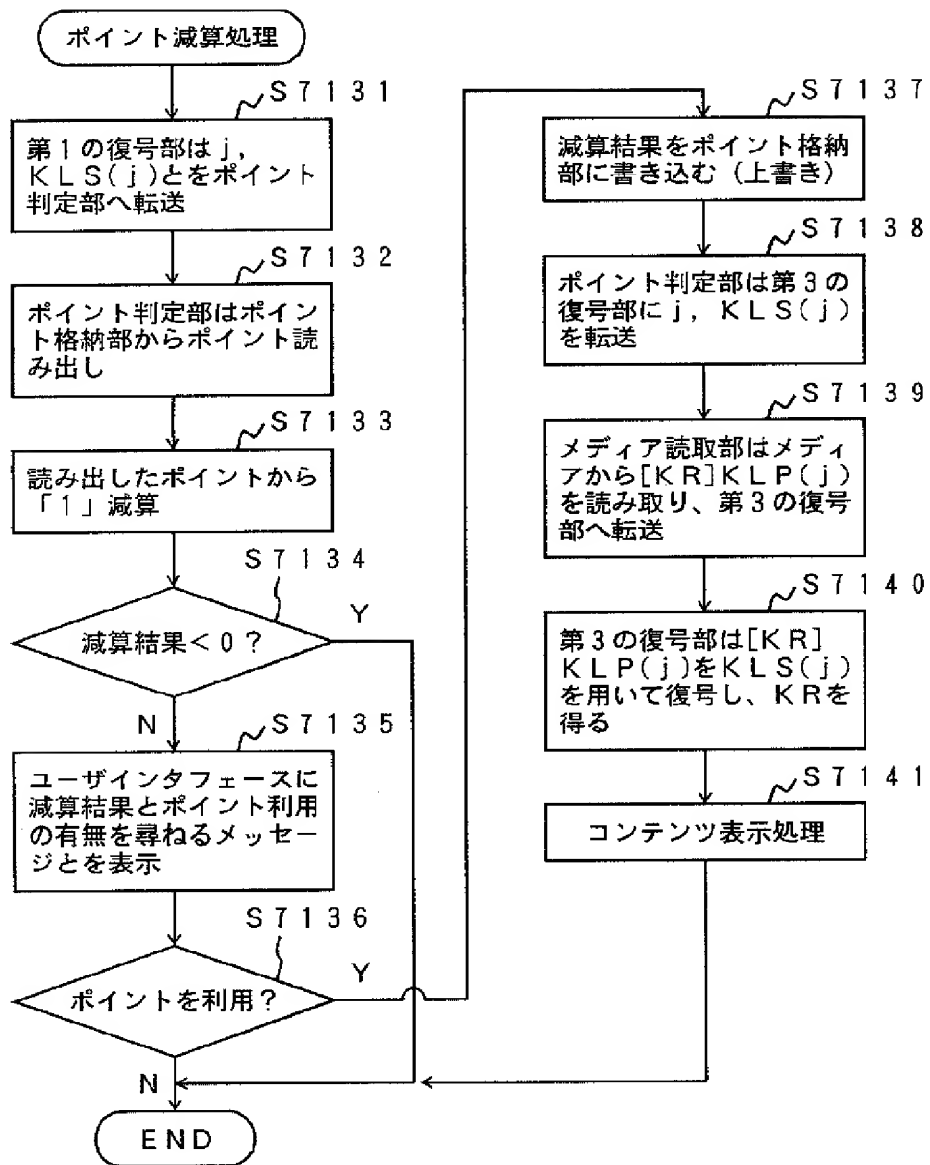 ポイント減算処理
S7131
第1の復号部はj,
KLS(j)とをポイント
判定部へ転送
S7132
ポイント判定部はポイン
ト格納部からポイント読
み出し
S7133
読み出したポイントから
「1」減算
S7134
減算結果<0?
Y
N
S7135
ユーザインタフェースに
減算結果とポイント利用
の有無を尋ねるメッセー
ジとを表示
S7136
ポイントを利用?
Y
N
END
S7137
減算結果をポイント格納
部に書き込む(上書き)
S7138
ポイント判定部は第3の
復号部にj,KLS(j)
を転送
S7139
メディア読取部はメディ
アから[KR]KLP(j)
を読み取り、第3の復号
部へ転送
S7140
第3の復号部は[KR]
KLP(j)をKLS(j)
を用いて復号し、KRを
得る
S7141
コンテンツ表示処理